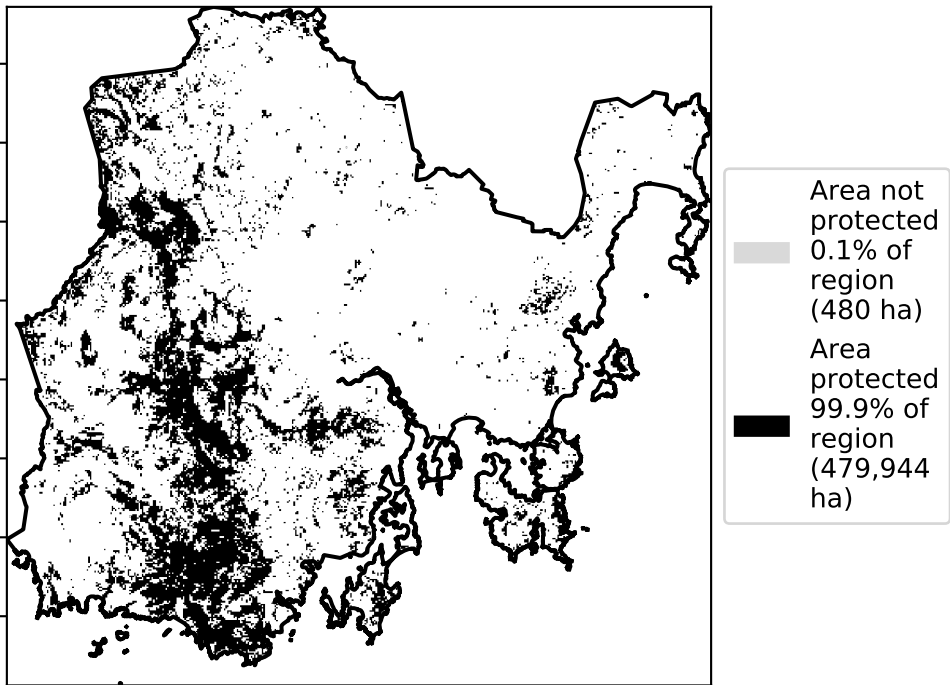 Area not
protected
0.1% of
region
(480 ha)
Area
protected
99.9% of
region
(479,944
ha)